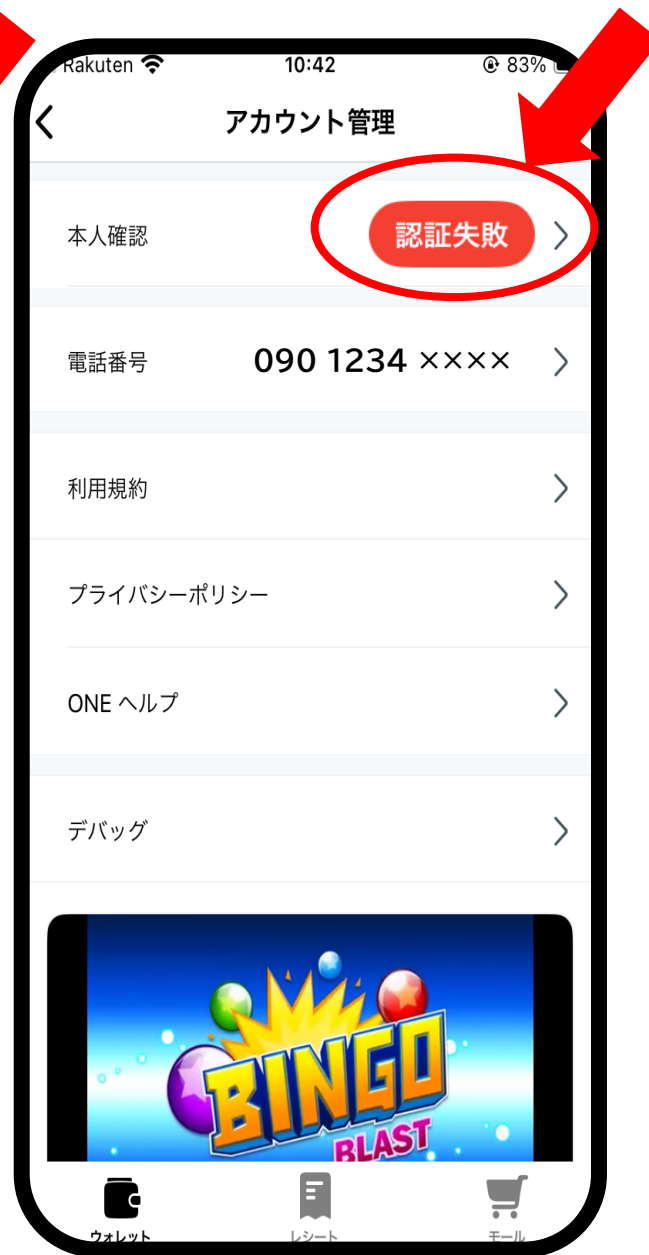 Rakuten 10:42 83%
アカウント管理
本人確認 認証失敗
電話番号 090 1234 ××××
利用規約
プライバシーポリシー
ONE ヘルプ
デバッグ
BINGO
BLAST
ウォレット レシート モール